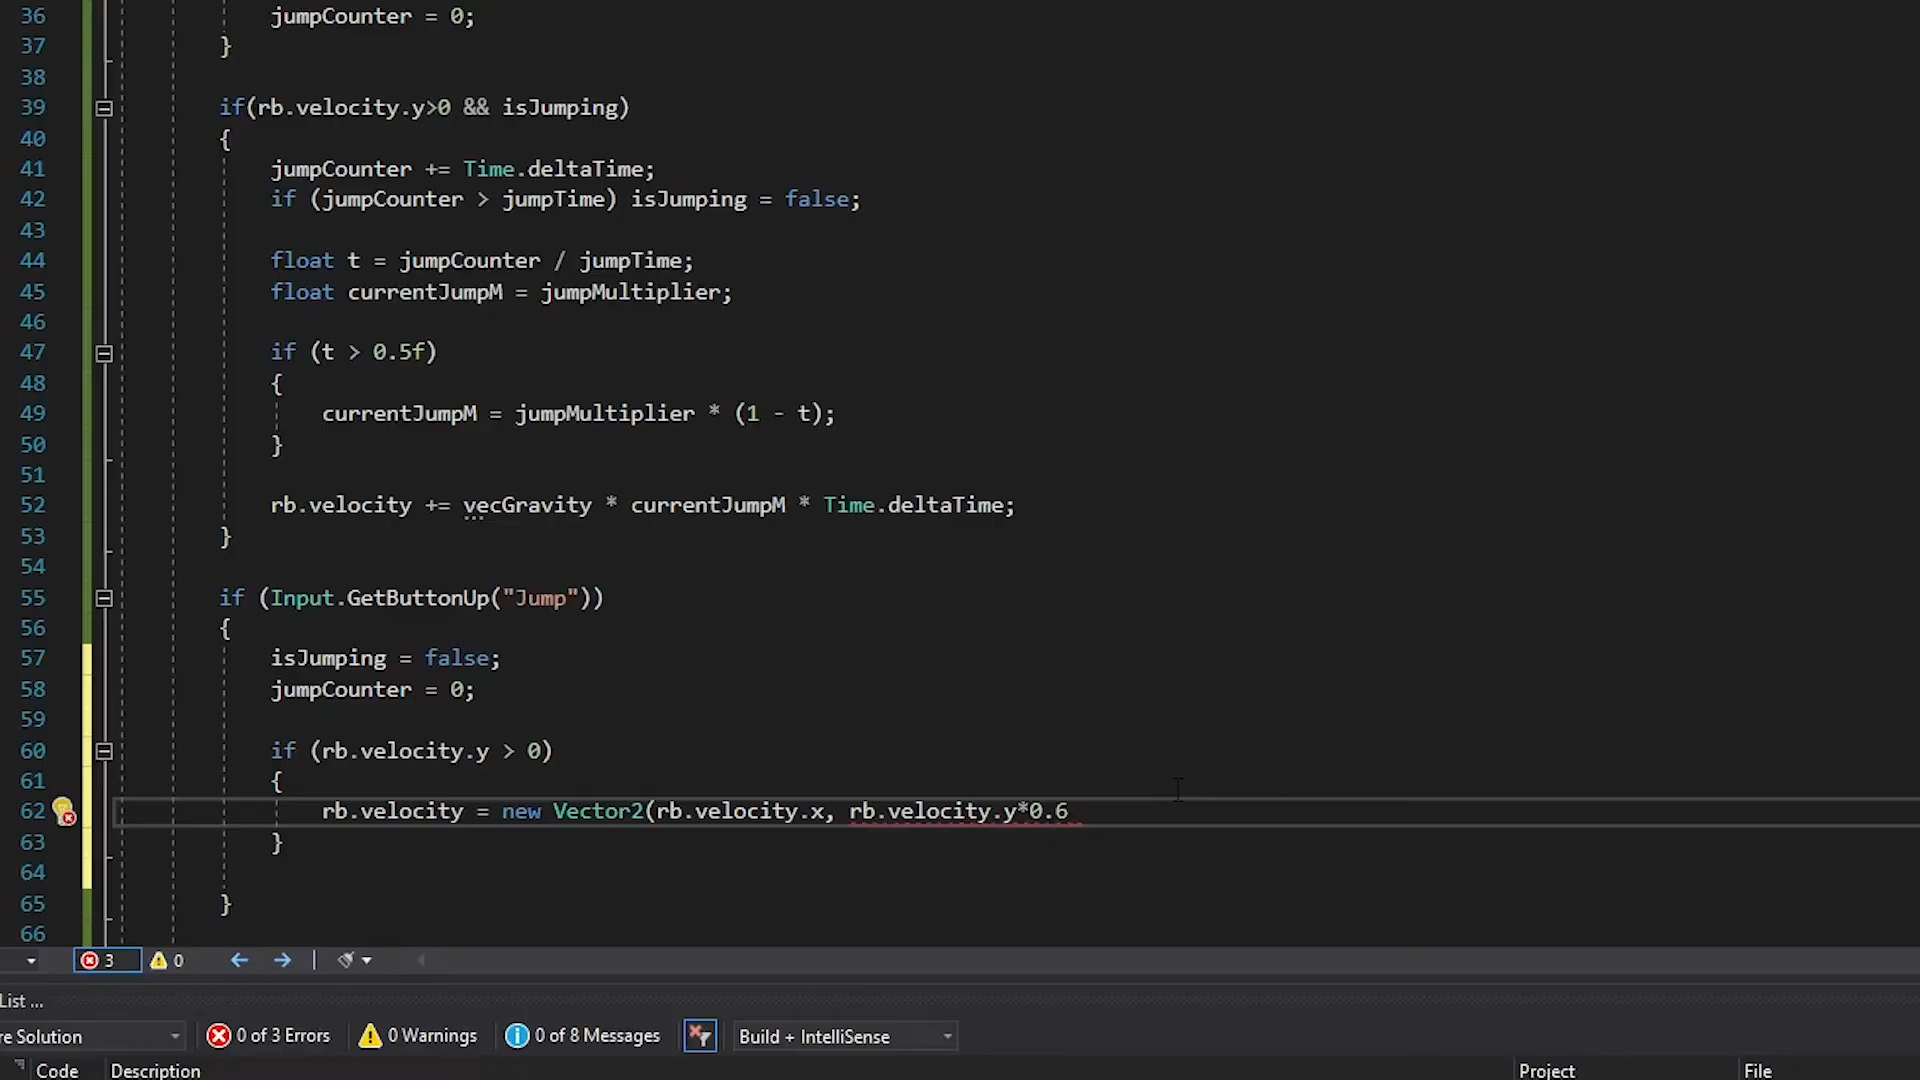 36 jumpCounter = 0;
37 }
38
39 if(rb.velocity.y>0 && isJumping)
40 {
41 jumpCounter += Time.deltaTime;
42 if (jumpCounter > jumpTime) isJumping = false;
43
44 float t = jumpCounter / jumpTime;
45 float currentJumpM = jumpMultiplier;
46
47 if (t > 0.5f)
48 {
49 currentJumpM = jumpMultiplier * (1 - t);
50 }
51
52 rb.velocity += vecGravity * currentJumpM * Time.deltaTime;
53 }
54
55 if (Input.GetButtonUp("Jump"))
56 {
57 isJumping = false;
58 jumpCounter = 0;
59
60 if (rb.velocity.y > 0)
61 {
62 rb.velocity = new Vector2(rb.velocity.x, rb.velocity.y*0.6
63 }
64
65 }
66
3 0
List ...
re Solution 0 of 3 Errors 0 Warnings 0 of 8 Messages Build + IntelliSense
Code Description Project File